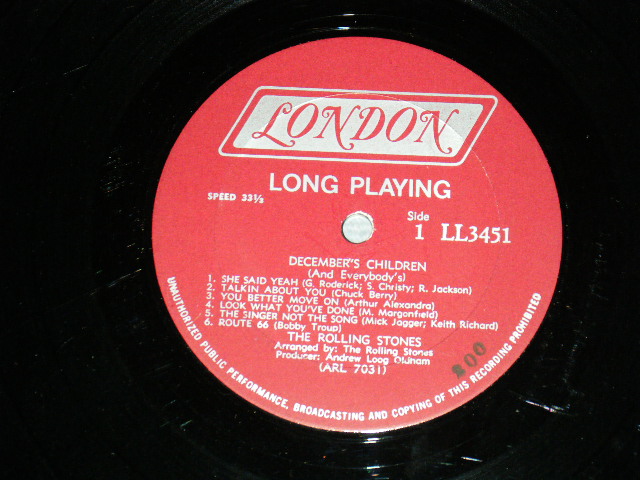 LONDON
LONG PLAYING
SPEED 33⅓
Side
1 LL3451
DECEMBER'S CHILDREN
(And Everybody's)
1. SHE SAID YEAH (G. Roderick; S. Christy; R. Jackson)
2. TALKIN ABOUT YOU (Chuck Berry)
3. YOU BETTER MOVE ON (Arthur Alexandra)
4. LOOK WHAT YOU'VE DONE (M. Margonfield)
5. THE SINGER NOT THE SONG (Mick Jagger; Keith Richard)
6. ROUTE 66 (Bobby Troup)
THE ROLLING STONES
Arranged by: The Rolling Stones
Producer: Andrew Loog Oldham
(ARL 7031)
200
UNAUTHORIZED PUBLIC PERFORMANCE, BROADCASTING AND COPYING OF THIS RECORDING PROHIBITED